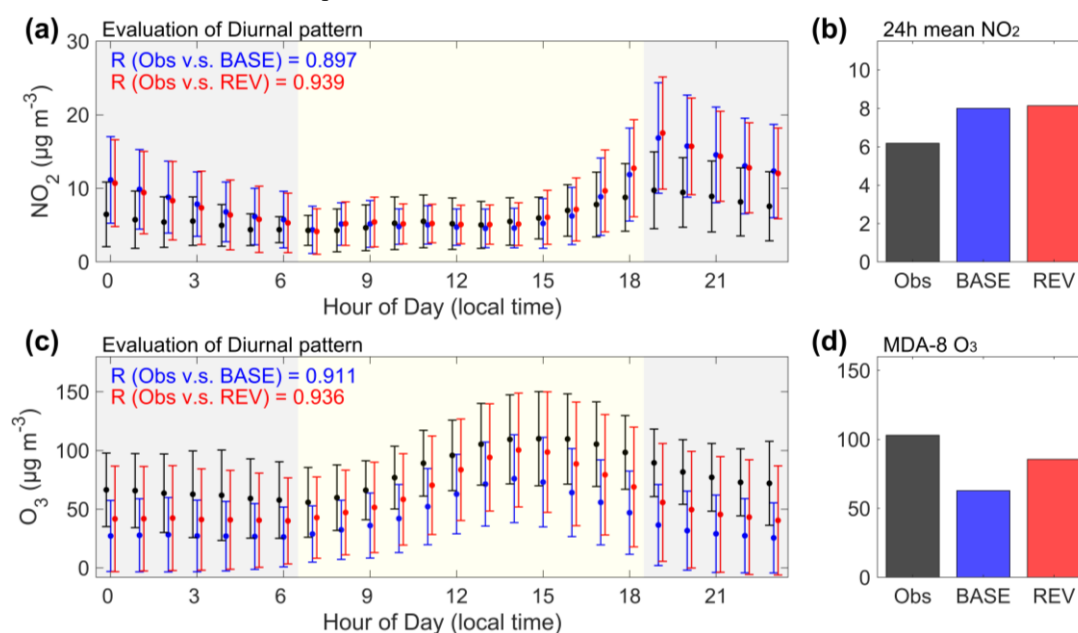 (a) Evaluation of Diurnal pattern
R (Obs v.s. BASE) = 0.897
R (Obs v.s. REV) = 0.939
NO2 (μg m-3)
30
20
10
0
0 3 6 9 12 15 18 21
Hour of Day (local time)
(b) 24h mean NO2
12
10
8
6
4
2
0
Obs BASE REV
(c) Evaluation of Diurnal pattern
R (Obs v.s. BASE) = 0.911
R (Obs v.s. REV) = 0.936
O3 (μg m-3)
150
100
50
0
0 3 6 9 12 15 18 21
Hour of Day (local time)
(d) MDA-8 O3
150
100
50
0
Obs BASE REV